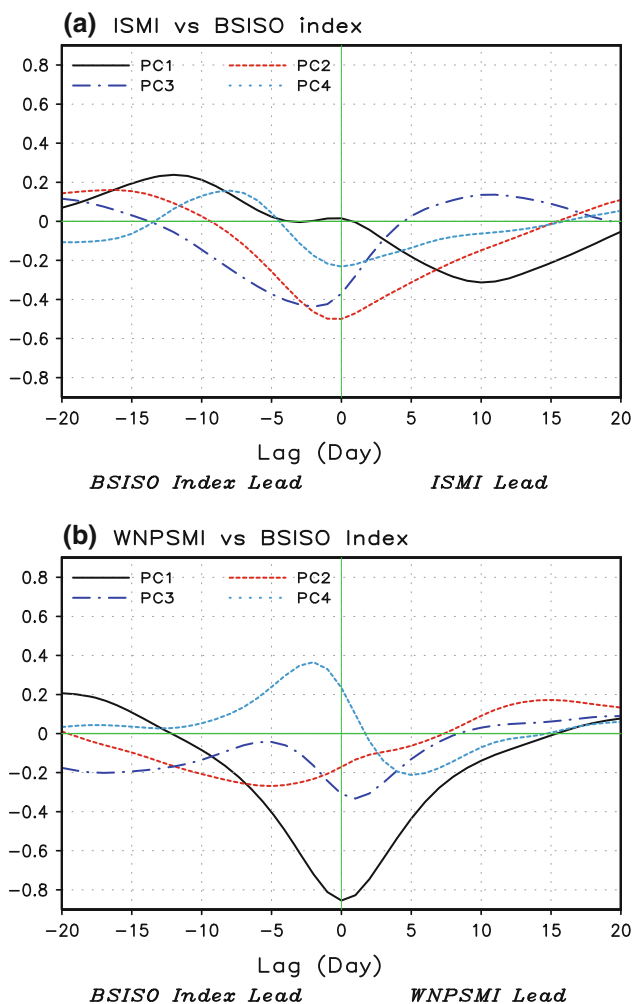 (a) ISMI vs BSISO index
PC1 PC2
PC3 PC4
0.8
0.6
0.4
0.2
0
−0.2
−0.4
−0.6
−0.8
−20 −15 −10 −5 0 5 10 15 20
Lag (Day)
BSISO Index Lead ISMI Lead
(b) WNPSMI vs BSISO Index
PC1 PC2
PC3 PC4
0.8
0.6
0.4
0.2
0
−0.2
−0.4
−0.6
−0.8
−20 −15 −10 −5 0 5 10 15 20
Lag (Day)
BSISO Index Lead WNPSMI Lead